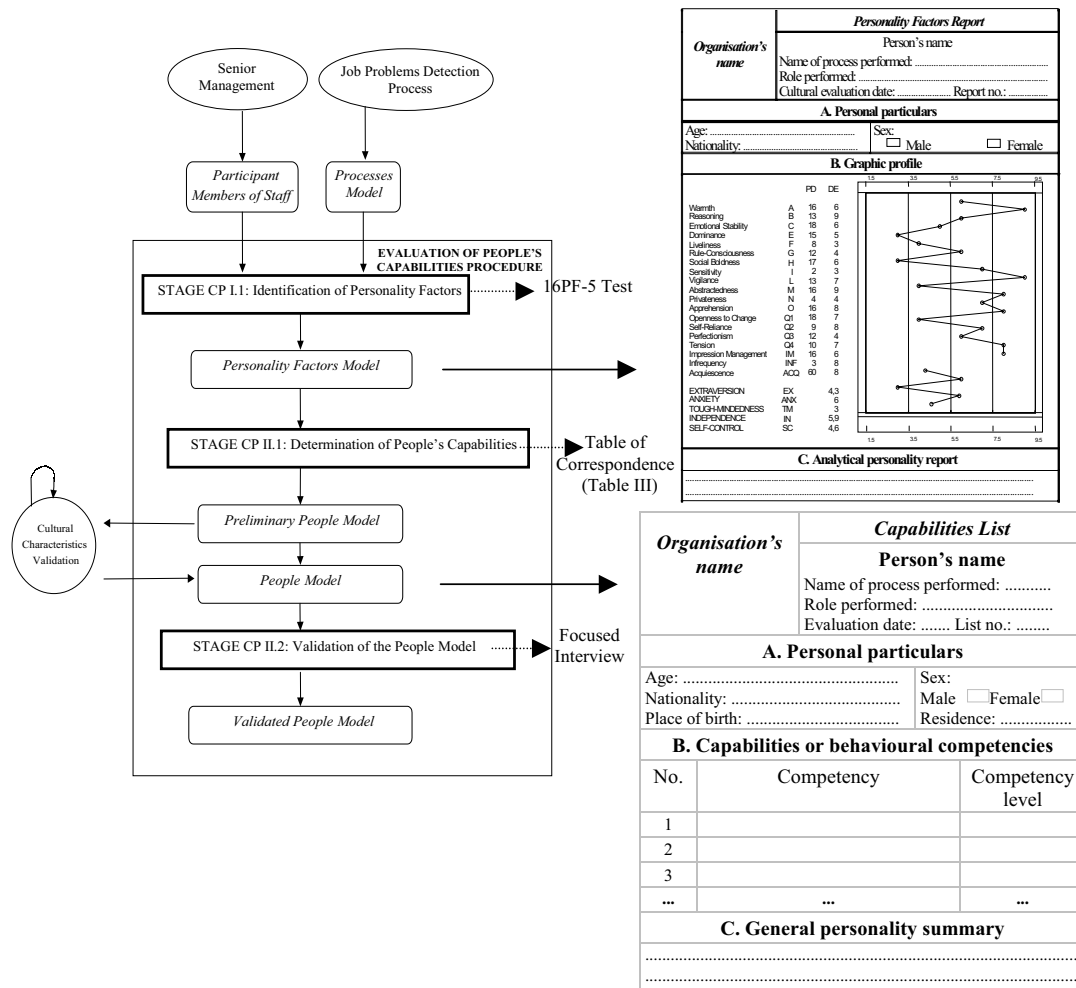 Senior
Management
Job Problems Detection
Process
Participant
Members of Staff
Processes
Model
EVALUATION OF PEOPLE'S
CAPABILITIES PROCEDURE
STAGE CP I.1: Identification of Personality Factors
16PF-5 Test
Personality Factors Model
STAGE CP II.1: Determination of People's Capabilities
Table of
Correspondence
(Table III)
Cultural
Characteristics
Validation
Preliminary People Model
People Model
STAGE CP II.2: Validation of the People Model
Focused
Interview
Validated People Model
Organisation's
name
Personality Factors Report
Person's name
Name of process performed: ..........
Role performed: ..........
Cultural evaluation date: .......... Report no.: ..........
A. Personal particulars
Age: .......... Sex:
Nationality: .......... Male Female
B. Graphic profile
1.5 3.5 5.5 7.5 9.5
PD DE
Warmth A 16 6
Reasoning B 13 9
Emotional Stability C 18 6
Dominance E 15 5
Liveliness F 8 3
Rule-Consciousness G 12 4
Social Boldness H 17 6
Sensitivity I 2 3
Vigilance L 13 7
Abstractedness M 16 9
Privateness N 4 4
Apprehension O 16 8
Openness to Change Q1 18 7
Self-Reliance Q2 9 8
Perfectionism Q3 12 4
Tension Q4 10 7
Impression Management IM 16 6
Infrequency INF 3 8
Acquiescence ACQ 60 8
EXTRAVERSION EX 4,3
ANXIETY ANX 6
TOUGH-MINDEDNESS TM 3
INDEPENDENCE IN 5,9
SELF-CONTROL SC 4,6
1.5 3.5 5.5 7.5 9.5
C. Analytical personality report
Organisation's
name
Capabilities List
Person's name
Name of process performed: ...........
Role performed: ................................
Evaluation date: ....... List no.: ........
A. Personal particulars
Age: .................................................... Sex:
Nationality: ......................................... Male Female
Place of birth: ..................................... Residence: .................
B. Capabilities or behavioural competencies
No. Competency Competency
level
1
2
3
... ... ...
C. General personality summary